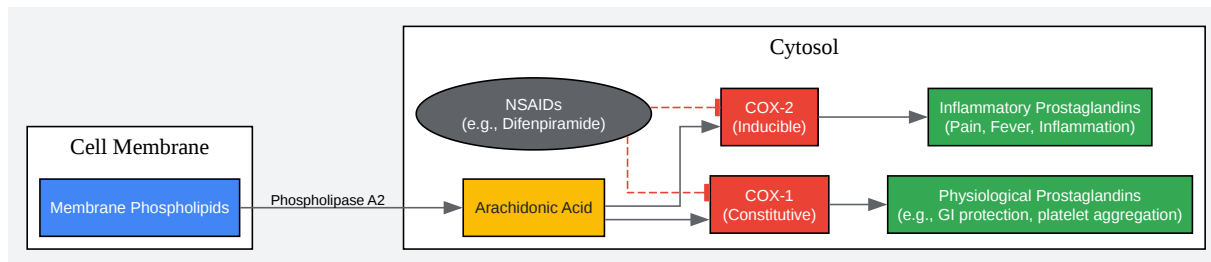 Cytosol
NSAIDs
(e.g., Difenpiramide)
COX-2
(Inducible)
Inflammatory Prostaglandins
(Pain, Fever, Inflammation)
Cell Membrane
Membrane Phospholipids
Phospholipase A2
Arachidonic Acid
COX-1
(Constitutive)
Physiological Prostaglandins
(e.g., GI protection, platelet aggregation)